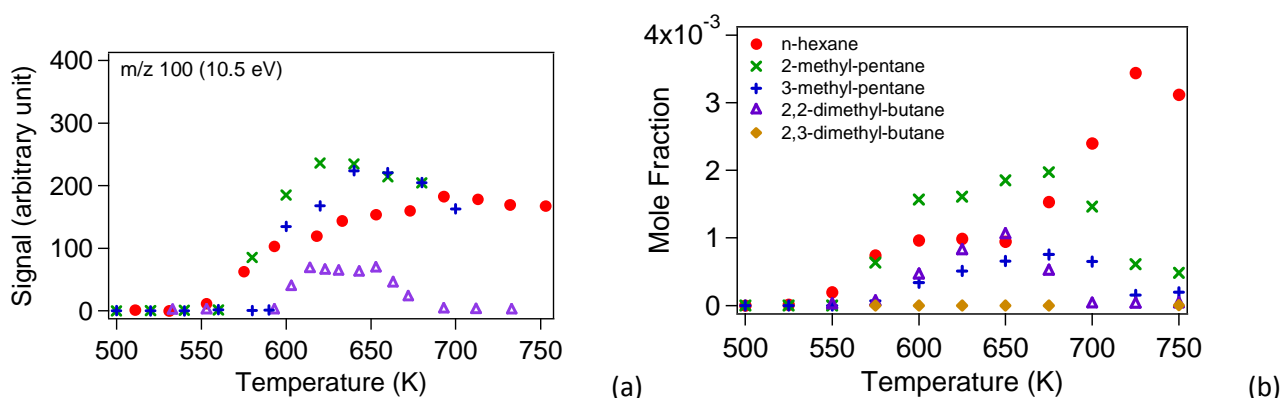 400
300
200
100
0
m/z 100 (10.5 eV)
Signal (arbitrary unit)
500 550 600 650 700 750
Temperature (K)
(a)
4x10-3
3
2
1
0
n-hexane
2-methyl-pentane
3-methyl-pentane
2,2-dimethyl-butane
2,3-dimethyl-butane
Mole Fraction
500 550 600 650 700 750
Temperature (K)
(b)